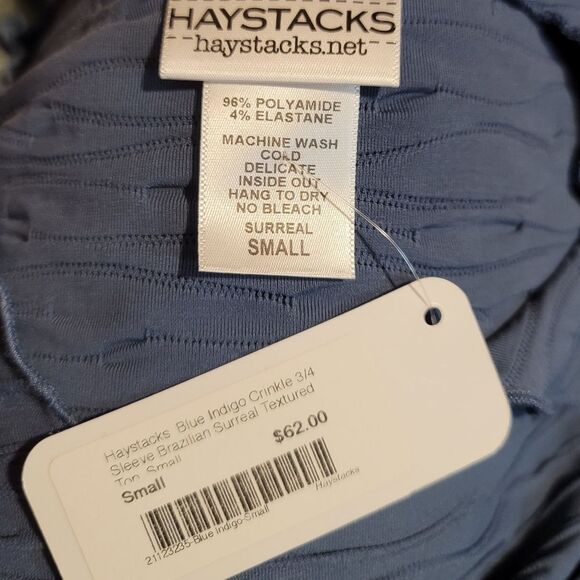 HAYSTACKS
haystacks.net
96% POLYAMIDE
4% ELASTANE
MACHINE WASH
COLD
DELICATE
INSIDE OUT
HANG TO DRY
NO BLEACH
SURREAL
SMALL
Haystacks Blue Indigo Crinkle 3/4
Sleeve Brazilian Surreal Textured
Top Small
$62.00
Small
Haystacks
21123235-Blue Indigo-Small